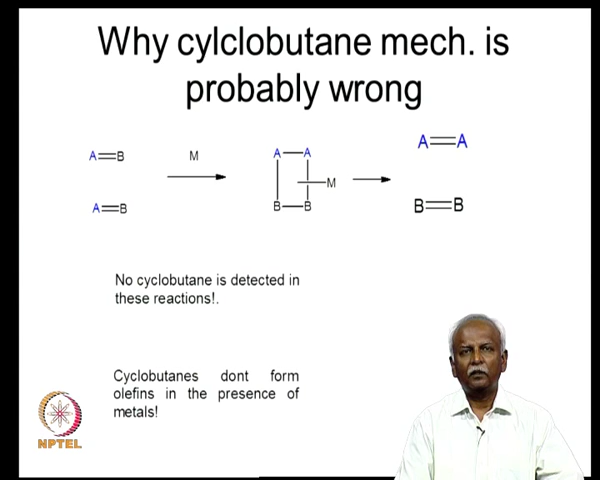 Why cylclobutane mech. is
probably wrong
A=B
M
A—A
A=A
M
A=B
B—B
B=B
No cyclobutane is detected in
these reactions!.
Cyclobutanes dont form
olefins in the presence of
metals!
NPTEL